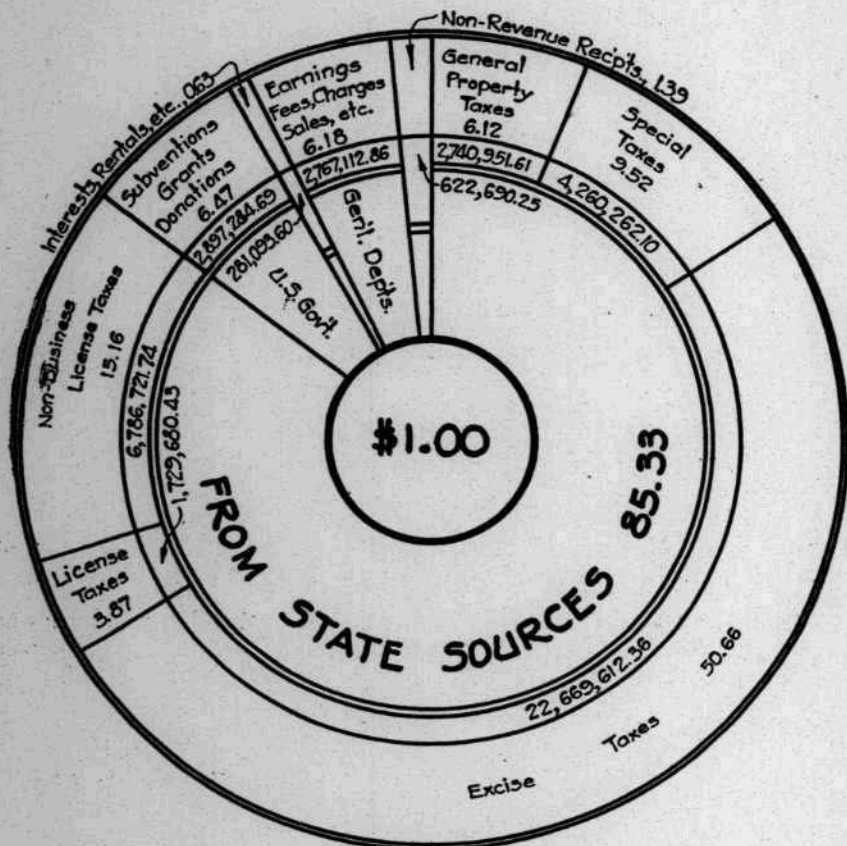 Non-Revenue Recipts, 1.39
General
Property
Taxes
6.12
2,740,951.61
622,690.25
Special
Taxes
9.52
4,260,262.10
Excise Taxes 50.66
22,669,612.36
License
Taxes
3.87
1,729,680.43
Non-Business
License Taxes
15.16
6,786,721.74
Subventions
Grants
Donations
6.47
2,897,284.69
U.S. Gov't.
Interests, Rentals, etc., 063
281,093.60
Earnings
Fees, Charges
Sales, etc.
6.18
2,767,112.86
Gen'l. Depts.
$1.00
FROM STATE SOURCES 85.33